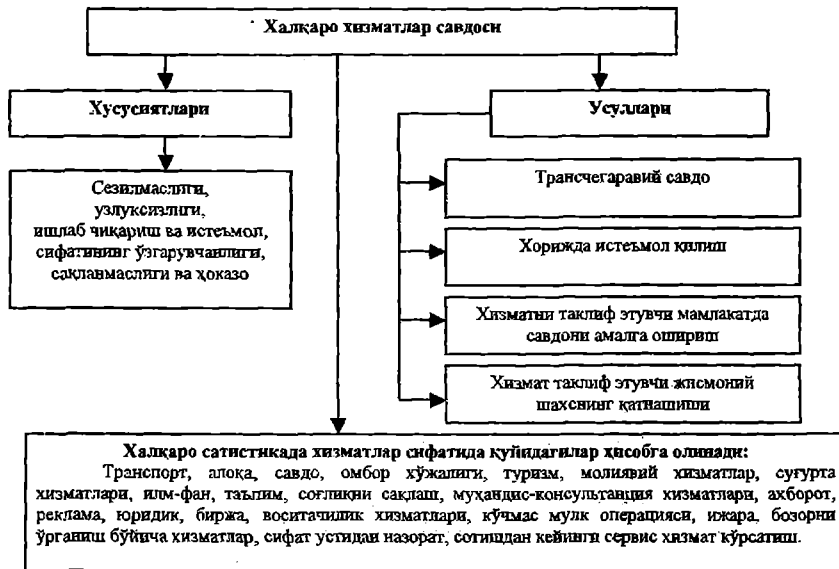 Халқаро хизматлар савдоси
Хусусиятлари
Усуллари
Сезилмаслиги,
узлуксизлиги,
ишлаб чиқариш ва истеъмол,
сифатининг ўзгарувчанлиги,
сақланмаслиги ва ҳоказо
Трансчегаравий савдо
Хорижда истеъмол қилиш
Хизматни таклиф этувчи мамлакатда
савдони амалга ошириш
Хизмат таклиф этувчи жисмоний
шахснинг қатнашиши
Халқаро сатистикада хизматлар сифатида қуйидагилар ҳисобга олинади:
Транспорт, алоқа, савдо, омбор хўжалиги, туризм, молиявий хизматлар, суғурта
хизматлари, илм-фан, таълим, соғлиқни сақлаш, муҳандис-консультация хизматлари, ахборот,
реклама, юридик, биржа, воситачилик хизматлари, кўчмас мулк операцияси, ижара, бозорни
ўрганиш бўйича хизматлар, сифат устидан назорат, сотишдан кейинги сервис хизмат кўрсатиш.